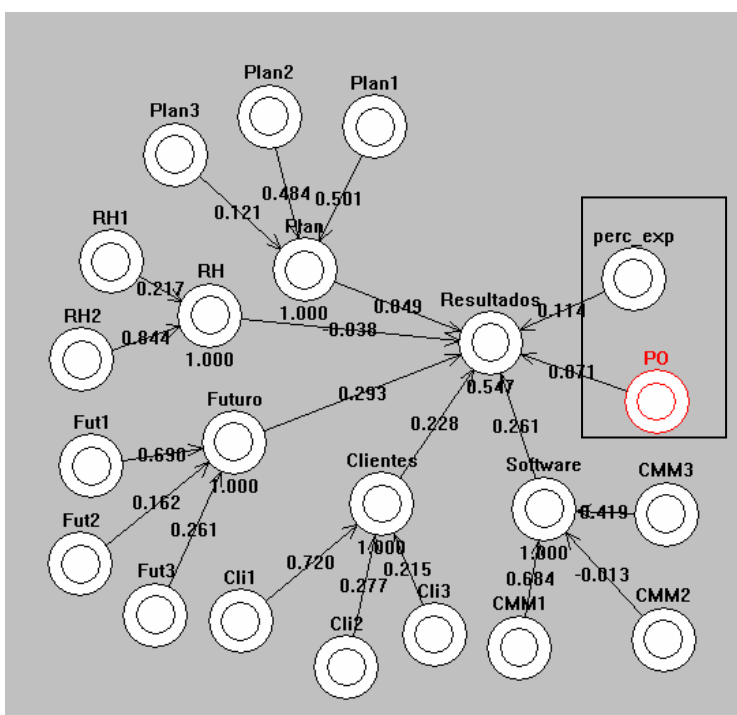 Plan2
Plan1
Plan3
0.484
0.501
0.121
RH1
Plan
perc_exp
RH
0.217
Resultados
0.049
0.114
1.000
RH2
-0.038
0.844
1.000
PO
0.071
0.547
0.293
Futuro
Fut1
0.228
0.261
0.690
Clientes
Software
CMM3
1.000
0.162
0.419
Fut2
0.261
1.000
1.000
0.720
0.215
0.684
-0.013
Fut3
0.277
Cli1
Cli3
CMM1
CMM2
Cli2